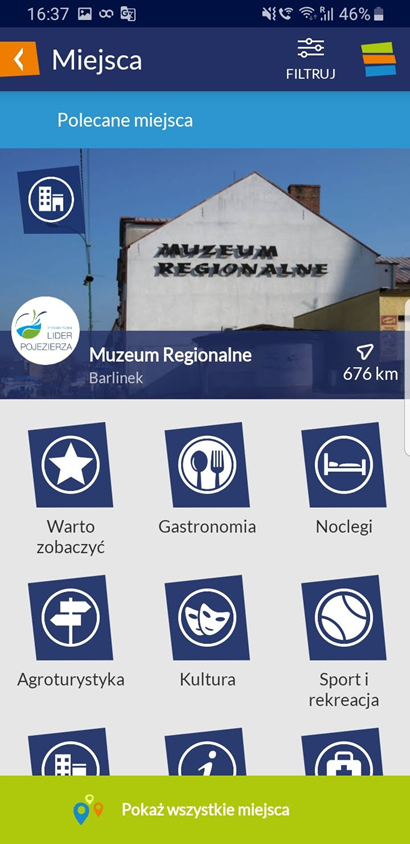 16:37
46%
Miejsca
FILTRUJ
Polecane miejsca
MUZEUM
REGIONALNE
LIDER
POJEZIERZA
Muzeum Regionalne
Barlinek
676 km
Warto
zobaczyć
Gastronomia
Noclegi
Agroturystyka
Kultura
Sport i
rekreacja
Pokaż wszystkie miejsca